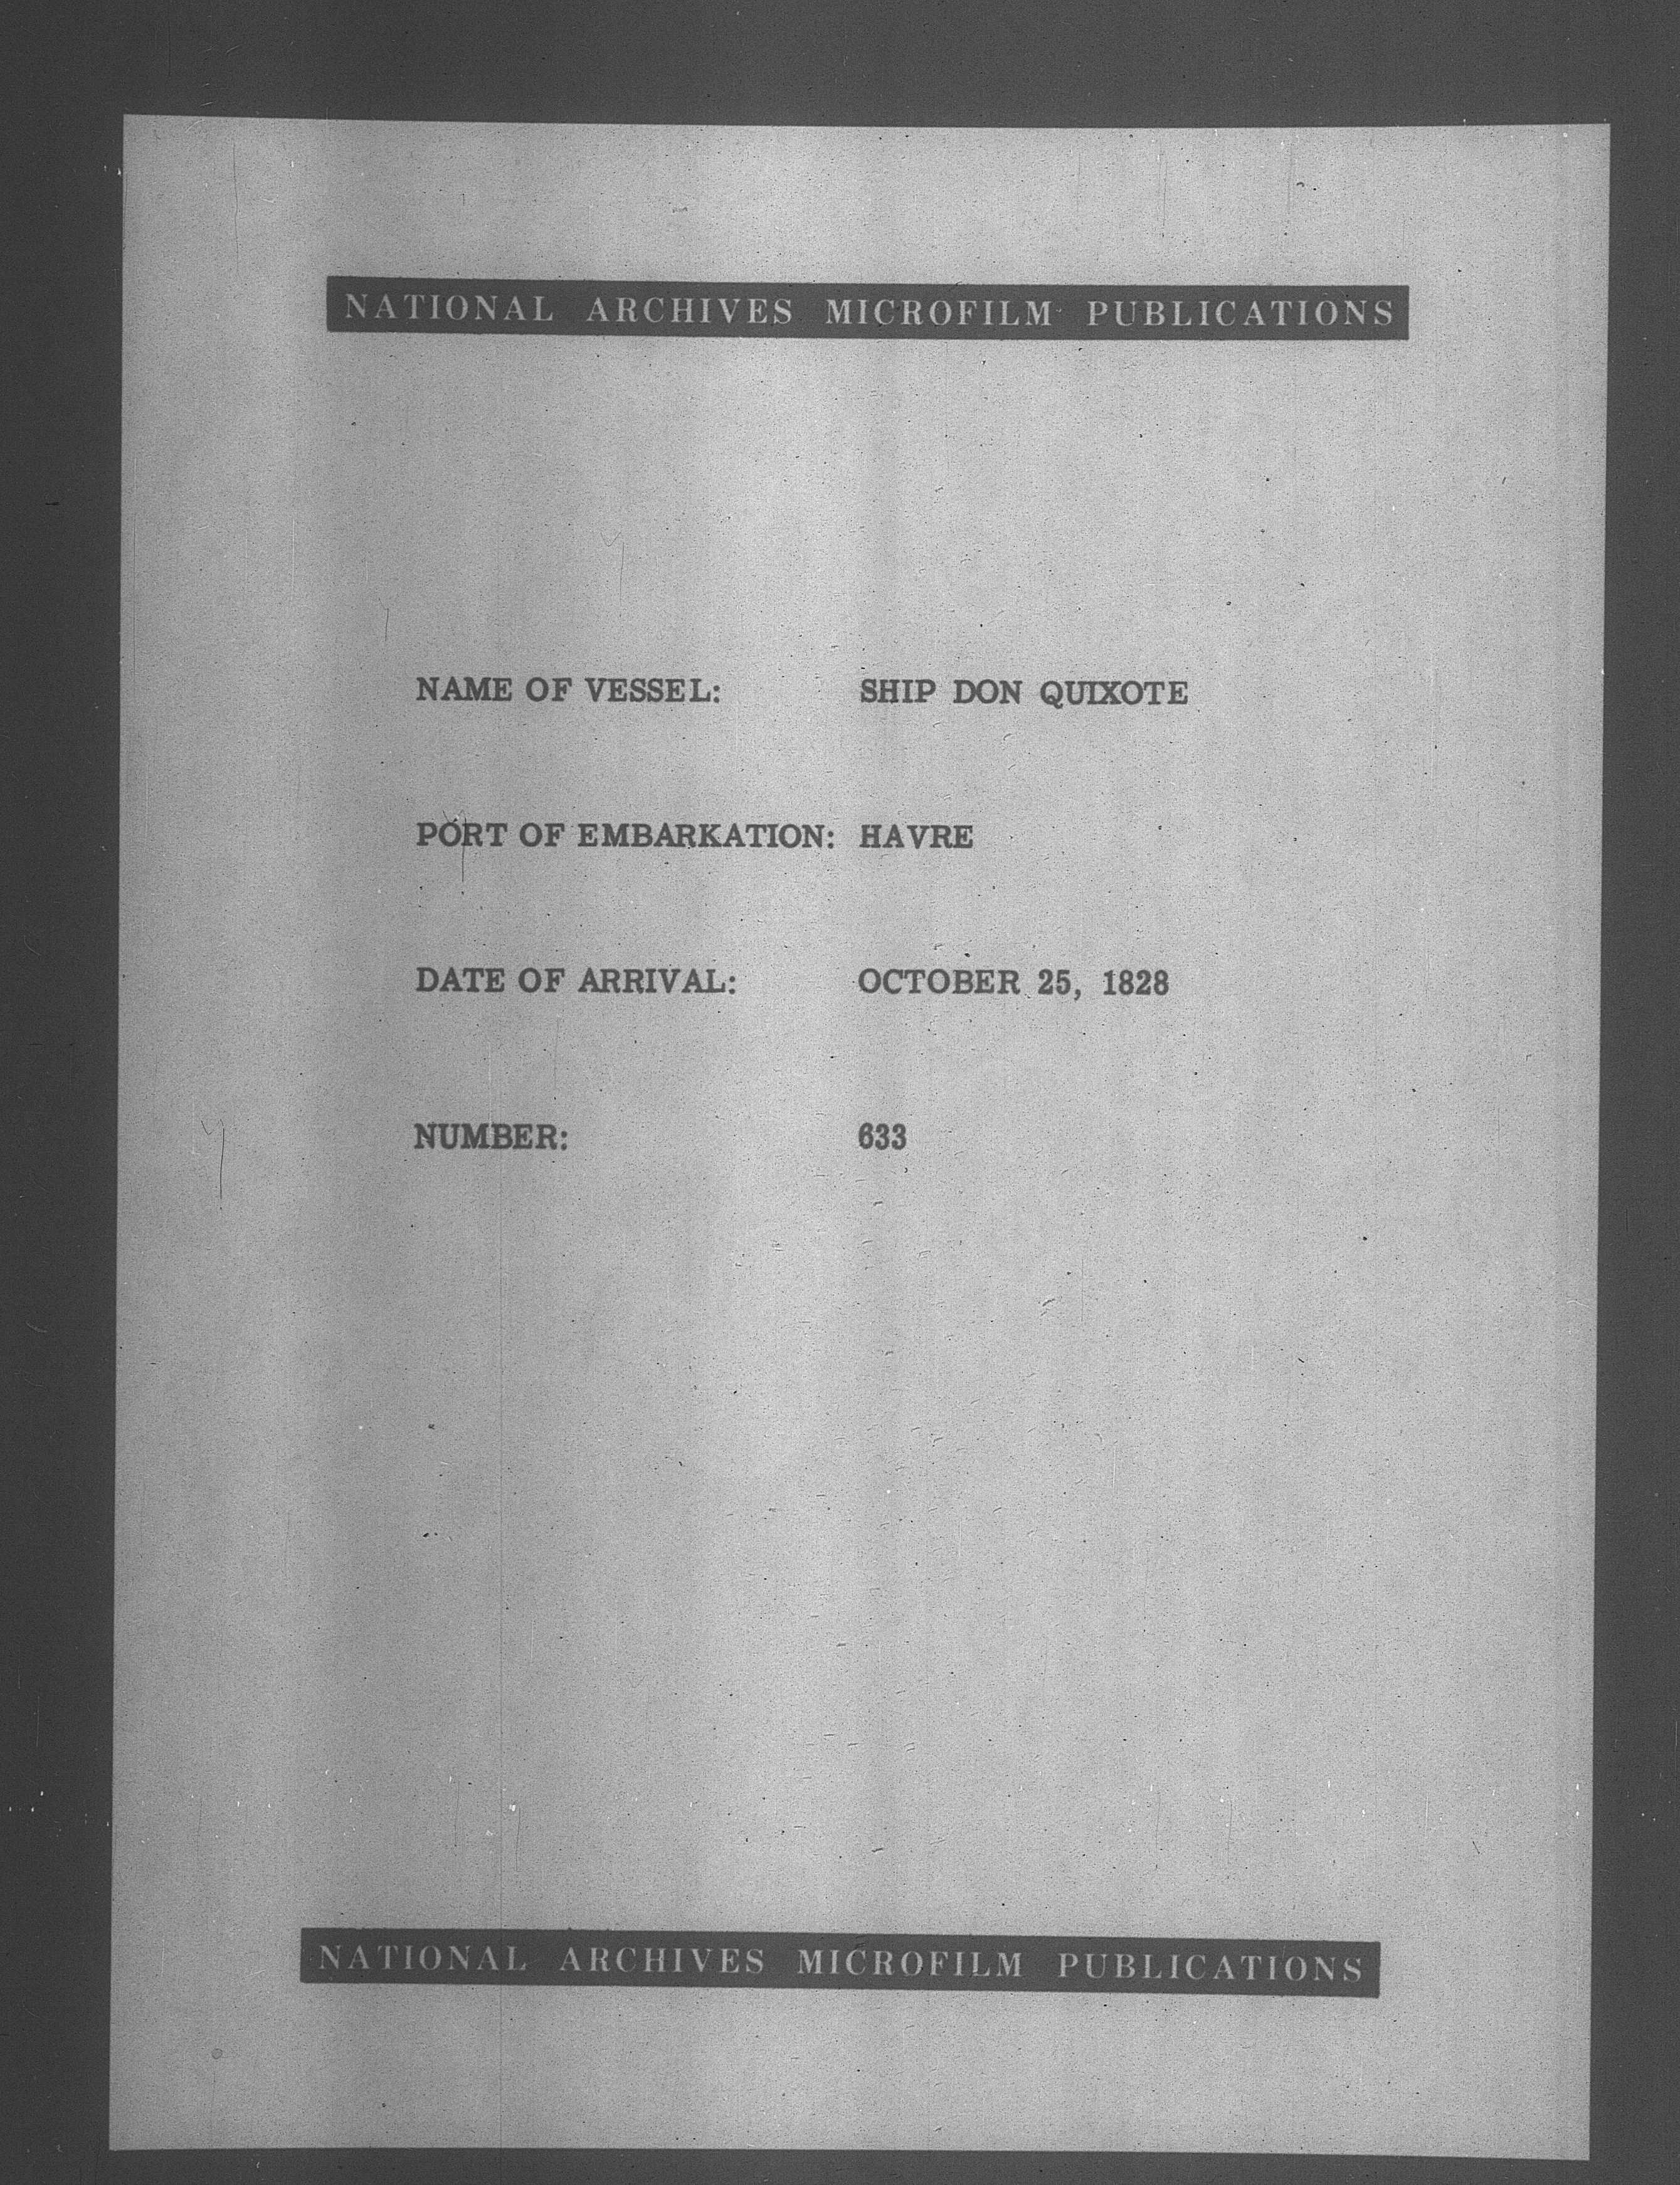 NATIONAL ARCHIVES MICROFILM PUBLICATIONS
NAME OF VESSEL: SHIP DON QUIXOTE
PORT OF EMBARKATION: HAVRE
DATE OF ARRIVAL: OCTOBER 25, 1828
NUMBER: 633
NATIONAL ARCHIVES MICROFILM PUBLICATIONS